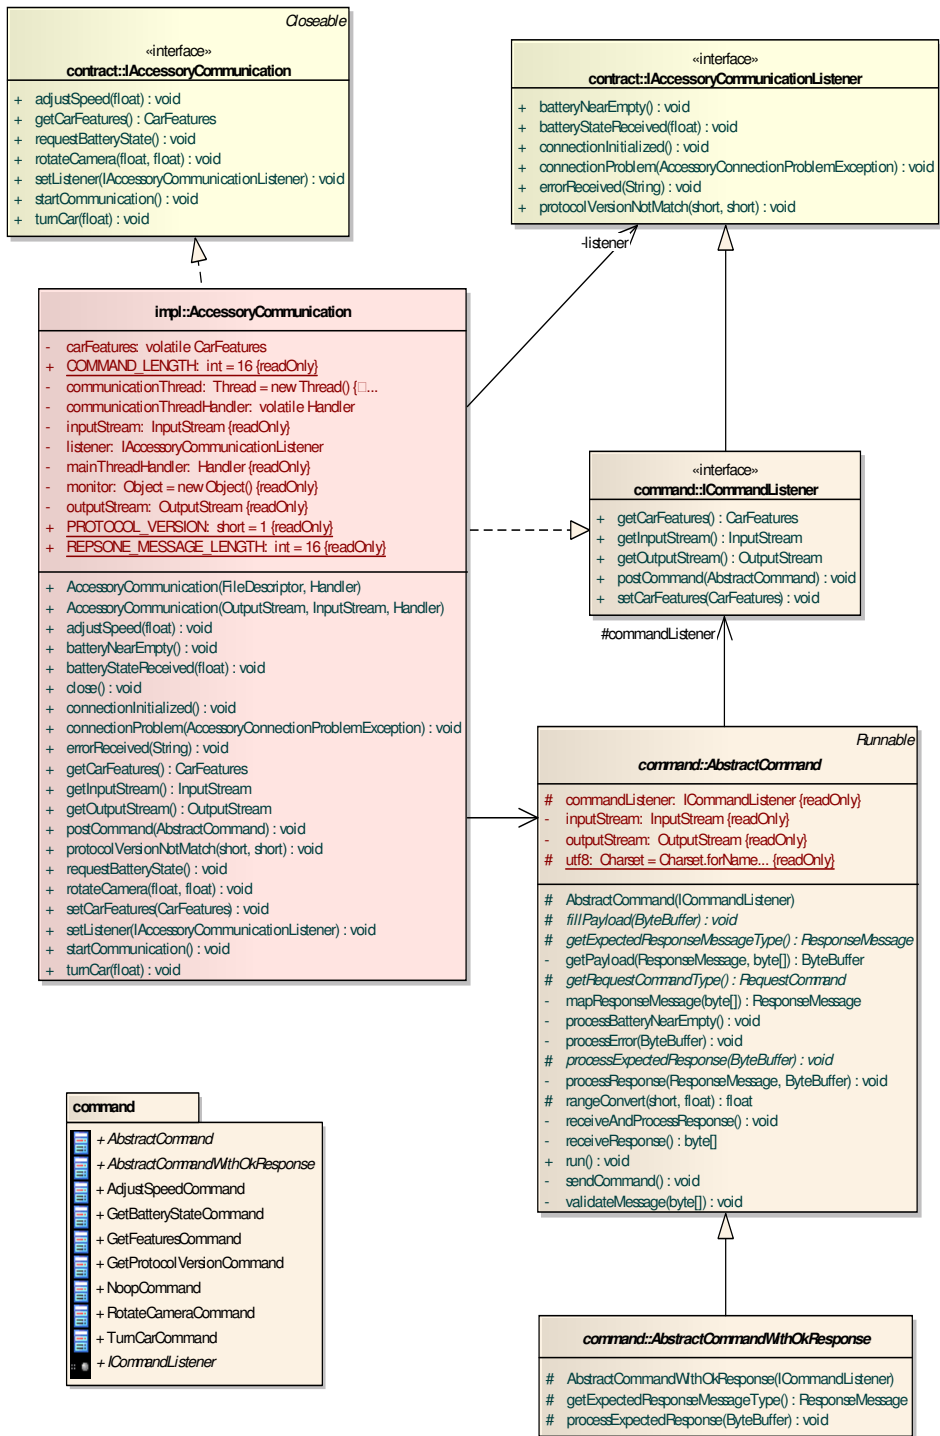 Closeable
«interface»
contract::IAccessoryCommunication
+ adjustSpeed(float) : void
+ getCarFeatures() : CarFeatures
+ requestBatteryState() : void
+ rotateCamera(float, float) : void
+ setListener(IAccessoryCommunicationListener) : void
+ startCommunication() : void
+ turnCar(float) : void
«interface»
contract::IAccessoryCommunicationListener
+ batteryNearEmpty() : void
+ batteryStateReceived(float) : void
+ connectionInitialized() : void
+ connectionProblem(AccessoryConnectionProblemException) : void
+ errorReceived(String) : void
+ protocolVersionNotMatch(short, short) : void
-listener
impl::AccessoryCommunication
- carFeatures: volatile CarFeatures
+ COMMAND_LENGTH: int = 16 {readOnly}
- communicationThread: Thread = new Thread() {□...
- communicationThreadHandler: volatile Handler
- inputStream: InputStream {readOnly}
- listener: IAccessoryCommunicationListener
- mainThreadHandler: Handler {readOnly}
- monitor: Object = new Object() {readOnly}
- outputStream: OutputStream {readOnly}
+ PROTOCOL_VERSION: short = 1 {readOnly}
+ REPSONE_MESSAGE_LENGTH: int = 16 {readOnly}
+ AccessoryCommunication(FileDescriptor, Handler)
+ AccessoryCommunication(OutputStream, InputStream, Handler)
+ adjustSpeed(float) : void
+ batteryNearEmpty() : void
+ batteryStateReceived(float) : void
+ close() : void
+ connectionInitialized() : void
+ connectionProblem(AccessoryConnectionProblemException) : void
+ errorReceived(String) : void
+ getCarFeatures() : CarFeatures
+ getInputStream() : InputStream
+ getOutputStream() : OutputStream
+ postCommand(AbstractCommand) : void
+ protocolVersionNotMatch(short, short) : void
+ requestBatteryState() : void
+ rotateCamera(float, float) : void
+ setCarFeatures(CarFeatures) : void
+ setListener(IAccessoryCommunicationListener) : void
+ startCommunication() : void
+ turnCar(float) : void
«interface»
command::ICommandListener
+ getCarFeatures() : CarFeatures
+ getInputStream() : InputStream
+ getOutputStream() : OutputStream
+ postCommand(AbstractCommand) : void
+ setCarFeatures(CarFeatures) : void
#commandListener
Runnable
command::AbstractCommand
# commandListener: ICommandListener {readOnly}
- inputStream: InputStream {readOnly}
- outputStream: OutputStream {readOnly}
# utf8: Charset = Charset.forName... {readOnly}
# AbstractCommand(ICommandListener)
# fillPayload(ByteBuffer) : void
# getExpectedResponseMessageType() : ResponseMessage
- getPayload(ResponseMessage, byte[]) : ByteBuffer
# getRequestCommandType() : RequestCommand
- mapResponseMessage(byte[]) : ResponseMessage
- processBatteryNearEmpty() : void
- processError(ByteBuffer) : void
# processExpectedResponse(ByteBuffer) : void
- processResponse(ResponseMessage, ByteBuffer) : void
# rangeConvert(short, float) : float
- receiveAndProcessResponse() : void
- receiveResponse() : byte[]
+ run() : void
- sendCommand() : void
- validateMessage(byte[]) : void
command
+ AbstractCommand
+ AbstractCommandWithOkResponse
+ AdjustSpeedCommand
+ GetBatteryStateCommand
+ GetFeaturesCommand
+ GetProtocolVersionCommand
+ NoopCommand
+ RotateCameraCommand
+ TurnCarCommand
+ ICommandListener
command::AbstractCommandWithOkResponse
# AbstractCommandWithOkResponse(ICommandListener)
# getExpectedResponseMessageType() : ResponseMessage
# processExpectedResponse(ByteBuffer) : void